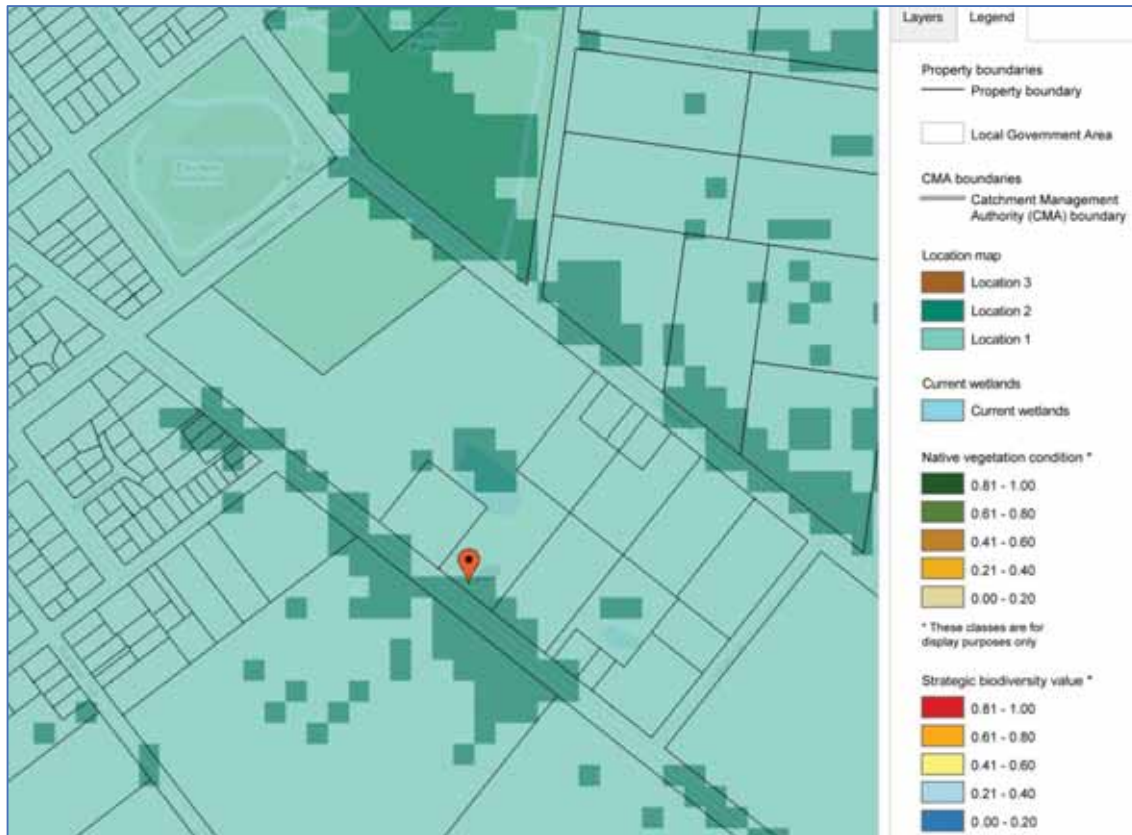 Layers Legend
Property boundaries
Property boundary
Local Government Area
CMA boundaries
Catchment Management
Authority (CMA) boundary
Location map
Location 3
Location 2
Location 1
Current wetlands
Current wetlands
Native vegetation condition *
0.81 - 1.00
0.61 - 0.80
0.41 - 0.60
0.21 - 0.40
0.00 - 0.20
* These classes are for
display purposes only
Strategic biodiversity value *
0.81 - 1.00
0.61 - 0.80
0.41 - 0.60
0.21 - 0.40
0.00 - 0.20